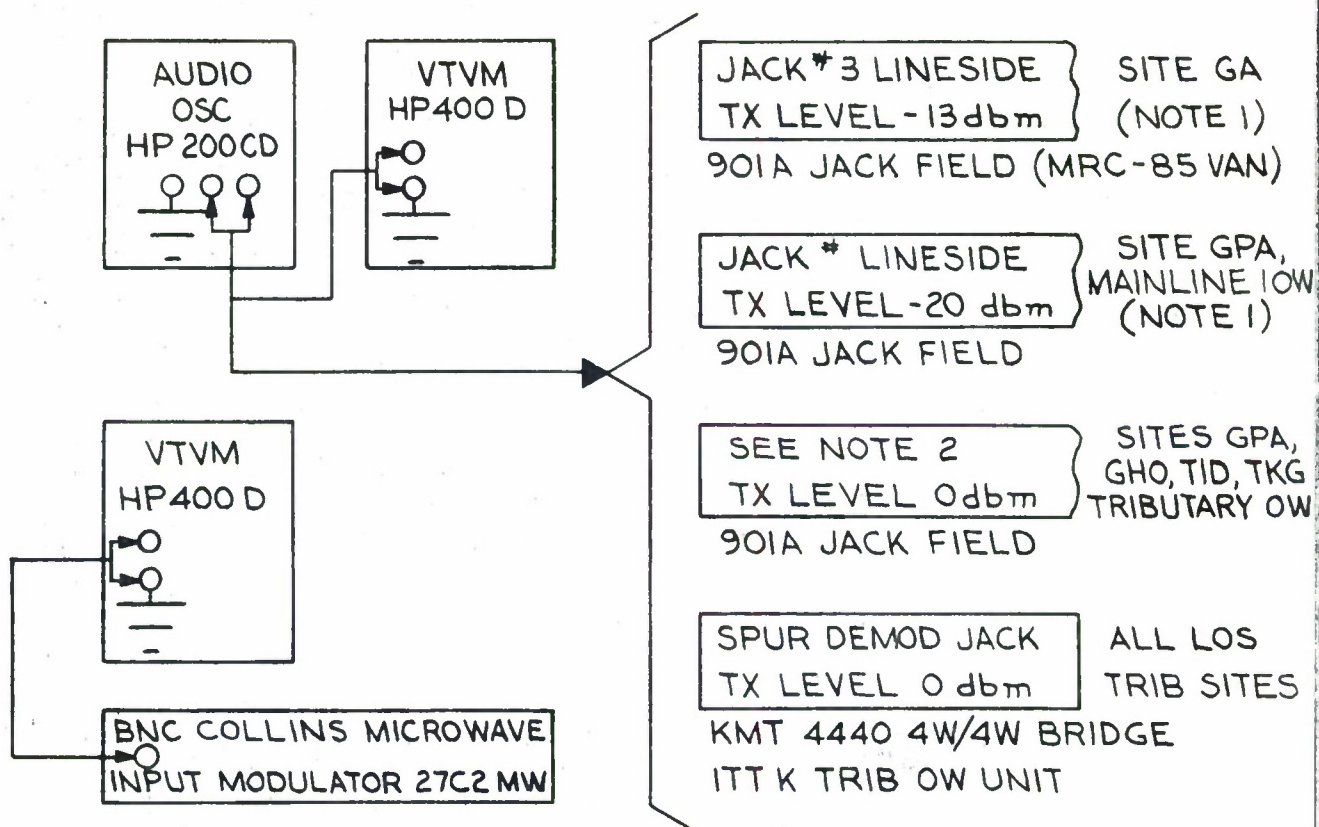 AUDIO
OSC
HP 200CD
VTVM
HP400 D
JACK # 3 LINESIDE
TX LEVEL -13dbm
SITE GA
(NOTE 1)
901A JACK FIELD (MRC-85 VAN)
JACK # LINESIDE
TX LEVEL -20 dbm
SITE GPA,
MAINLINE IOW
(NOTE 1)
901A JACK FIELD
SEE NOTE 2
TX LEVEL 0dbm
SITES GPA,
GHO, TID, TKG
TRIBUTARY OW
901A JACK FIELD
SPUR DEMOD JACK
TX LEVEL 0 dbm
ALL LOS
TRIB SITES
KMT 4440 4W/4W BRIDGE
ITT K TRIB OW UNIT
VTVM
HP400 D
BNC COLLINS MICROWAVE
INPUT MODULATOR 27C2 MW